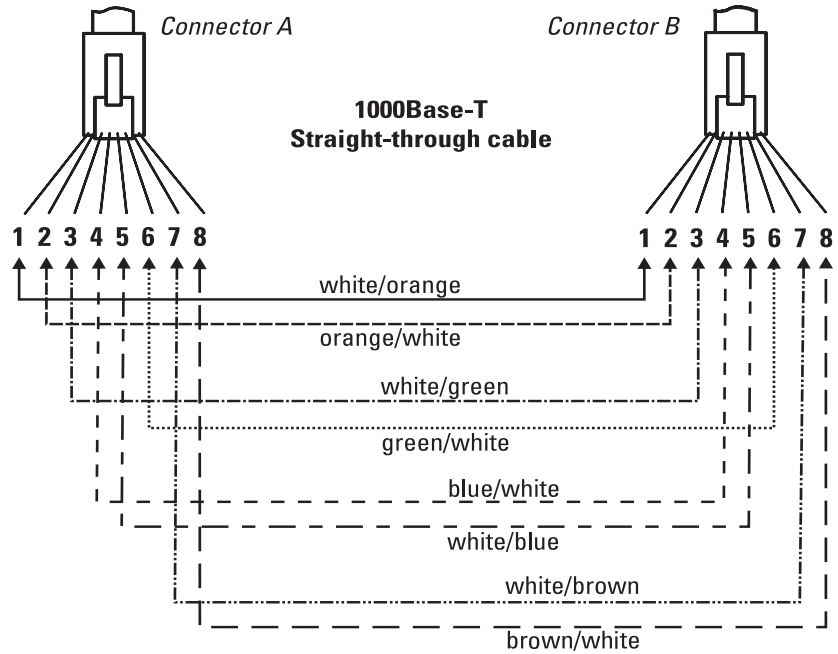 Connector A
Connector B
1000Base-T
Straight-through cable
1 2 3 4 5 6 7 8
1 2 3 4 5 6 7 8
white/orange
orange/white
white/green
green/white
blue/white
white/blue
white/brown
brown/white